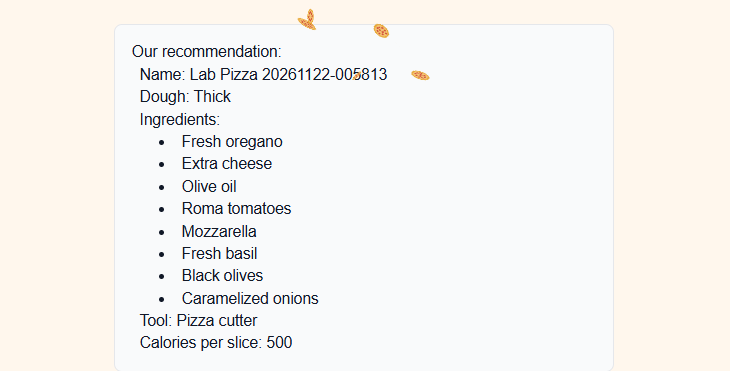 Our recommendation:
Name: Lab Pizza 20261122-005813
Dough: Thick
Ingredients:
• Fresh oregano
• Extra cheese
• Olive oil
• Roma tomatoes
• Mozzarella
• Fresh basil
• Black olives
• Caramelized onions
Tool: Pizza cutter
Calories per slice: 500